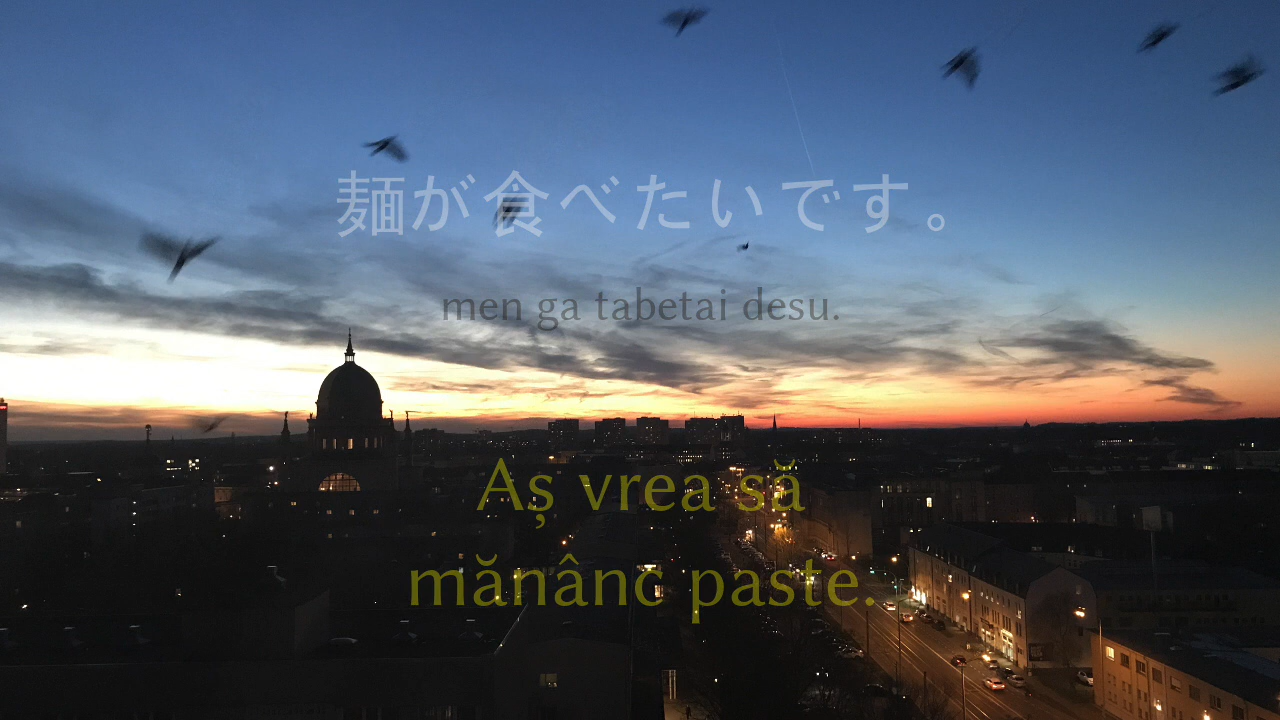 麺が食べたいです。
men ga tabetai desu.
Aș vrea să
mănânc paste.